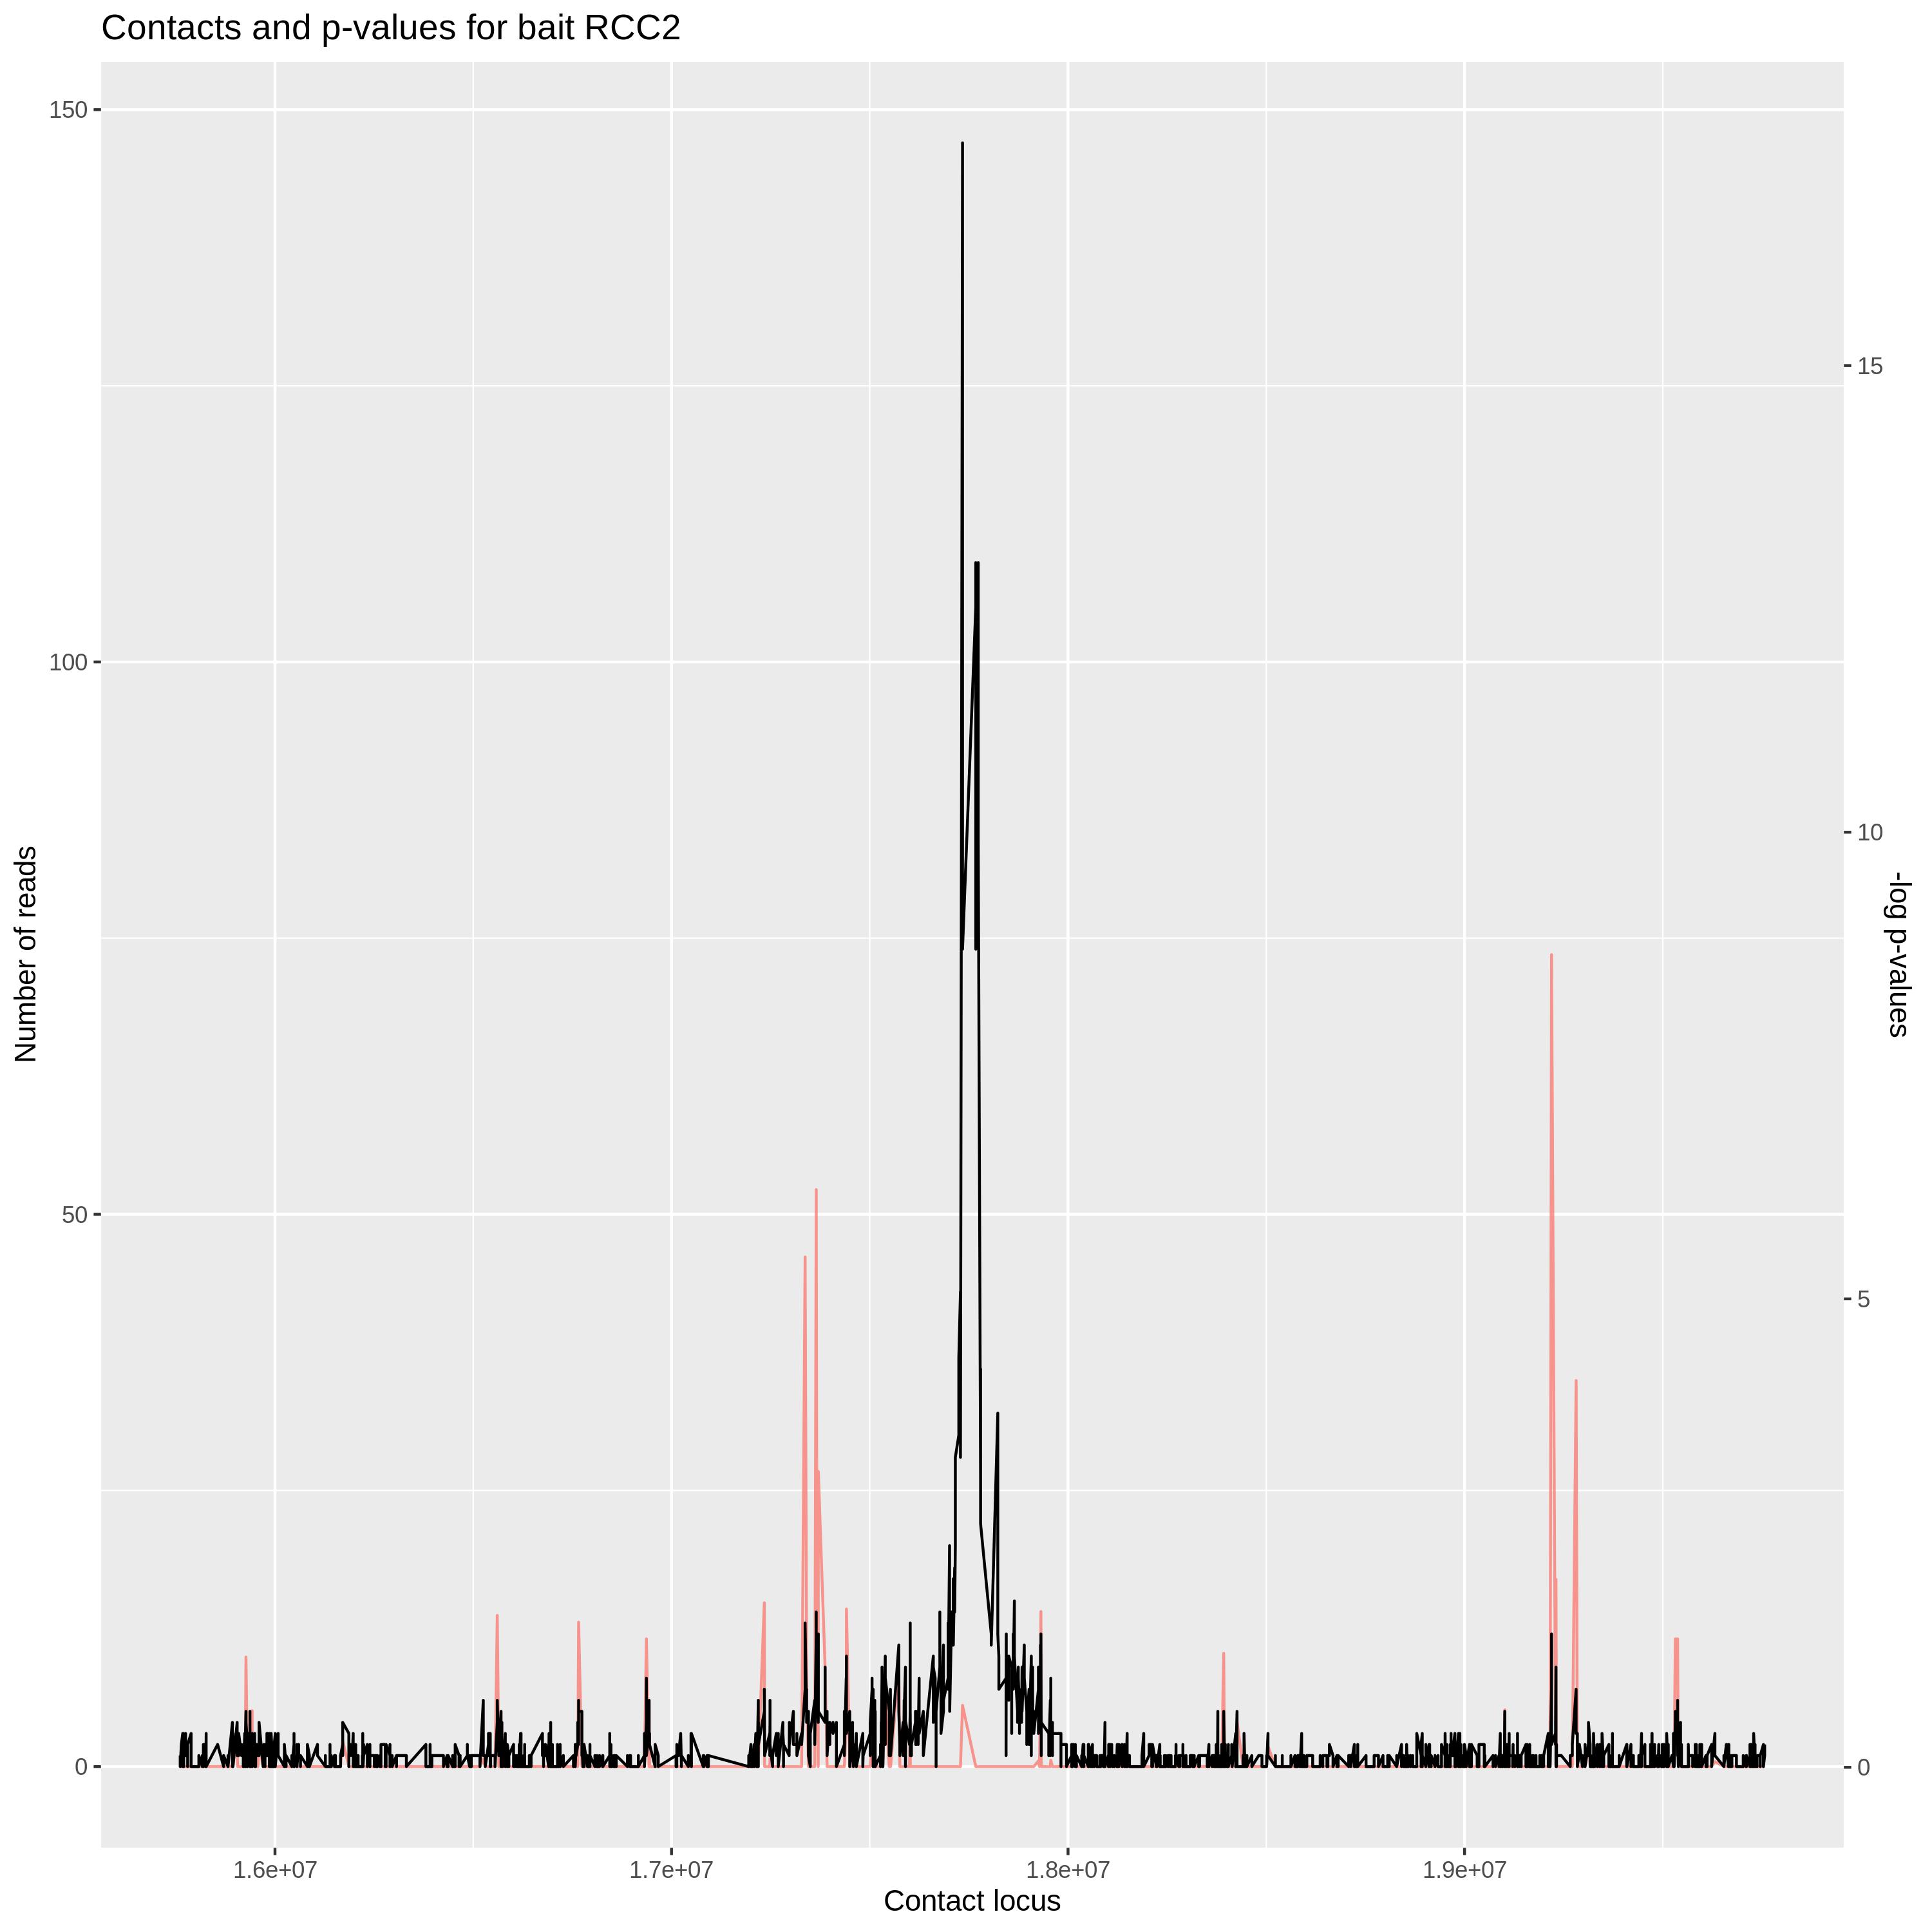 Contacts and p-values for bait RCC2
150
100
50
0
Number of reads
15
10
5
0
-log p-values
1.6e+07
1.7e+07
1.8e+07
1.9e+07
Contact locus